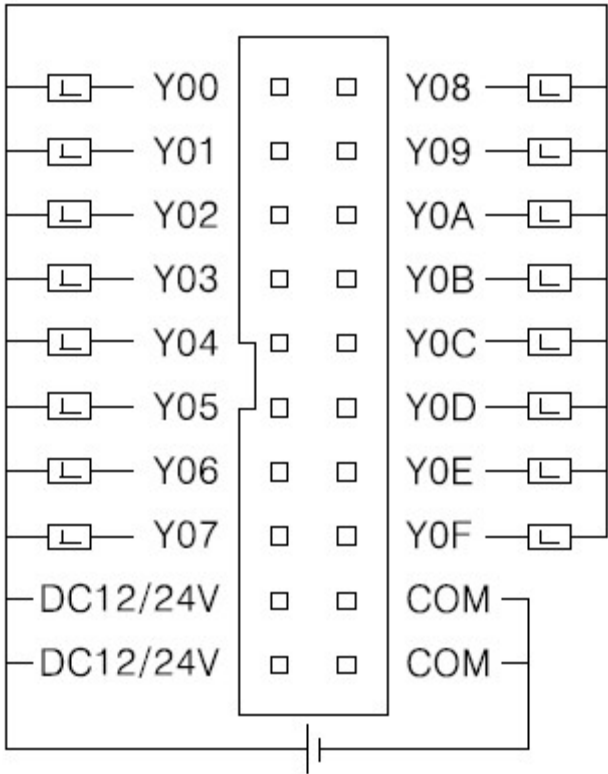 Y00 L Y08 L
Y01 L Y09 L
Y02 L Y0A L
Y03 L Y0B L
Y04 L Y0C L
Y05 L Y0D L
Y06 L Y0E L
Y07 L Y0F L
DC12/24V COM
DC12/24V COM